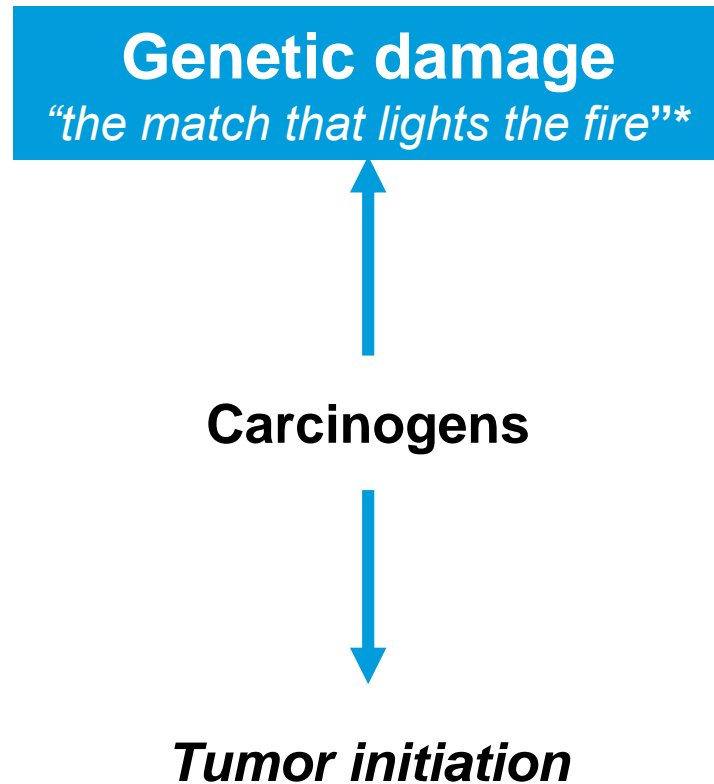 Genetic damage
“the match that lights the fire”*
Carcinogens
Tumor initiation